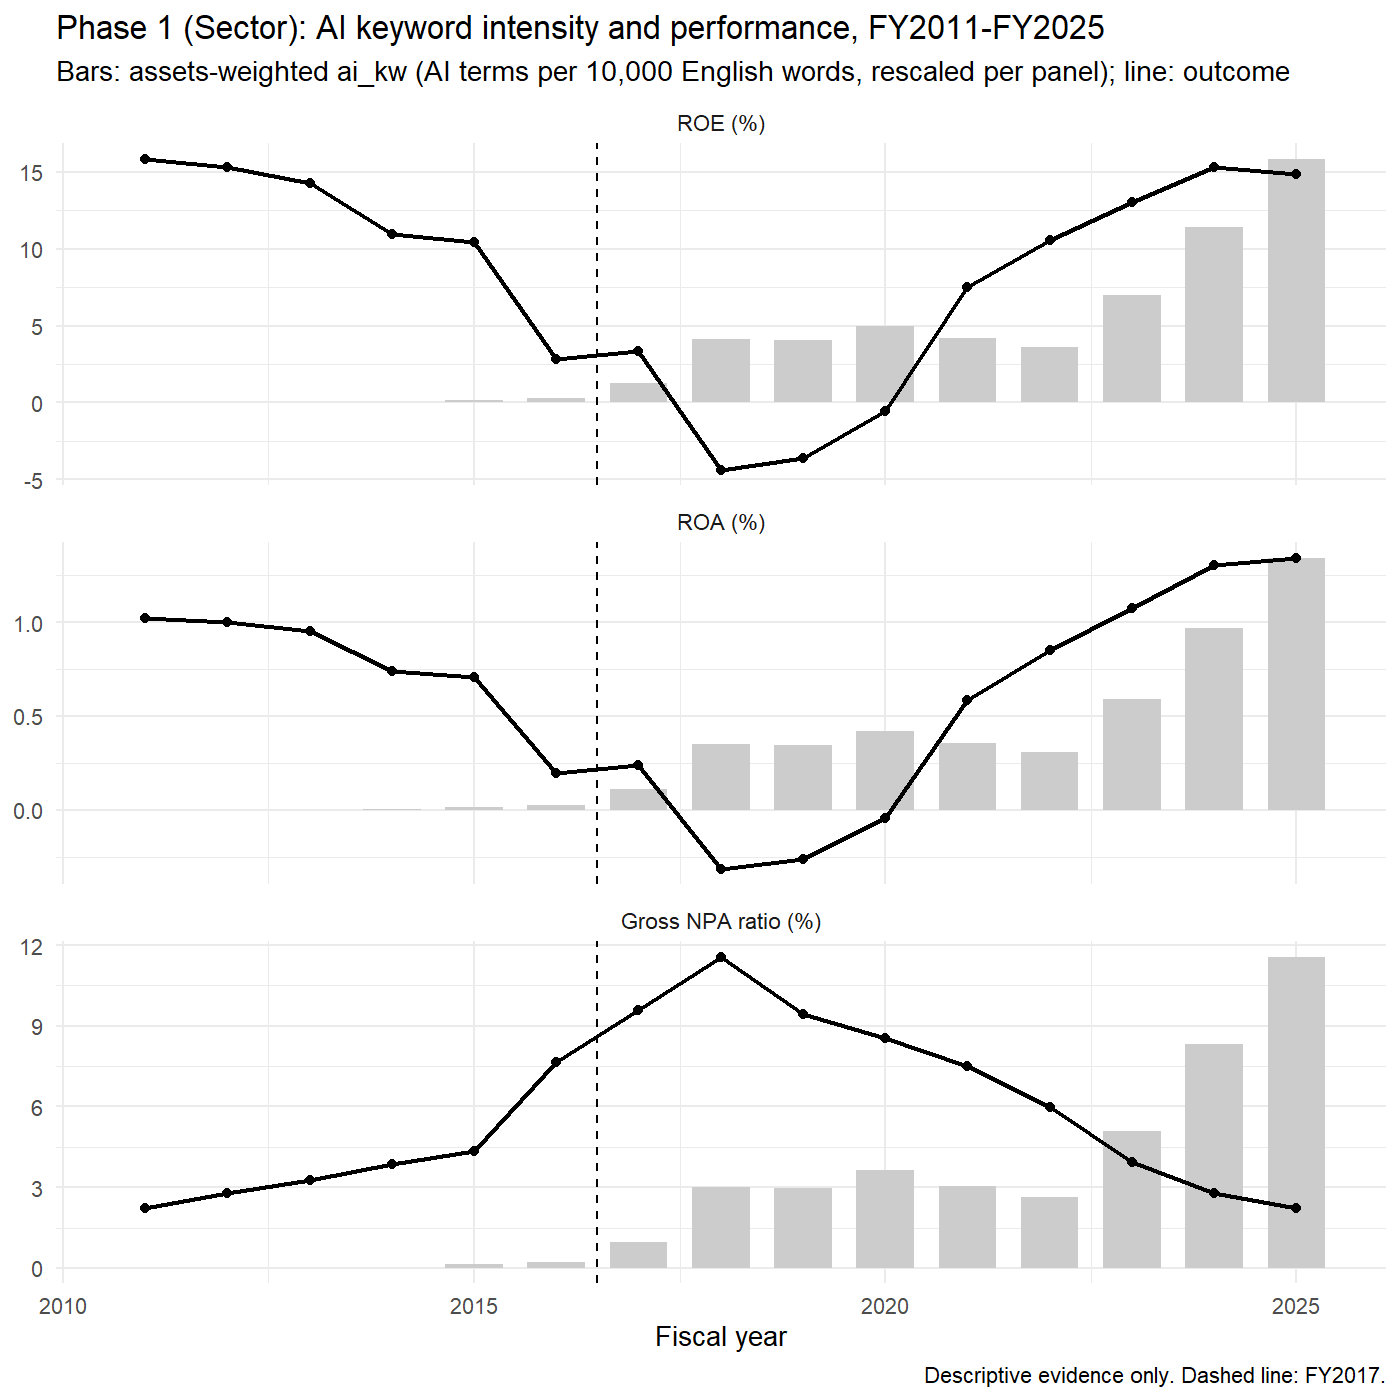 Phase 1 (Sector): AI keyword intensity and performance, FY2011-FY2025
Bars: assets-weighted ai_kw (AI terms per 10,000 English words, rescaled per panel); line: outcome
ROE (%)
15
10
5
0
-5
ROA (%)
1.0
0.5
0.0
Gross NPA ratio (%)
12
9
6
3
0
2010 2015 2020 2025
Fiscal year
Descriptive evidence only. Dashed line: FY2017.